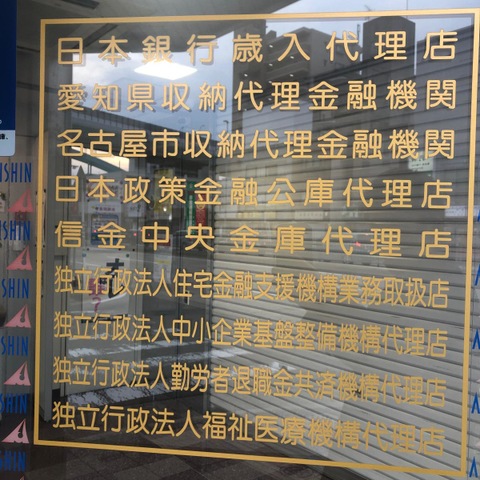 日本銀行歳入代理店
愛知県収納代理金融機関
名古屋市収納代理金融機関
日本政策金融公庫代理店
信金中央金庫代理店
独立行政法人住宅金融支援機構業務取扱店
独立行政法人中小企業基盤整備機構代理店
独立行政法人勤労者退職金共済機構代理店
独立行政法人福祉医療機構代理店
NSHIN
NSHIN
SHIN
SHIN